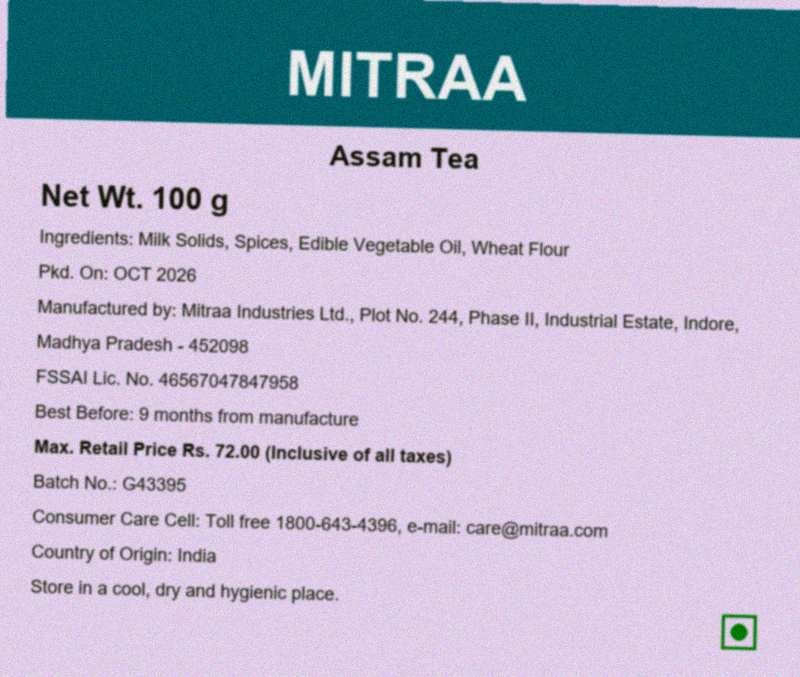 MITRAA
Assam Tea
Net Wt. 100 g
Ingredients: Milk Solids, Spices, Edible Vegetable Oil, Wheat Flour
Pkd. On: OCT 2026
Manufactured by: Mitraa Industries Ltd., Plot No. 244, Phase II, Industrial Estate, Indore,
Madhya Pradesh - 452098
FSSAI Lic. No. 46567047847958
Best Before: 9 months from manufacture
Max. Retail Price Rs. 72.00 (Inclusive of all taxes)
Batch No.: G43395
Consumer Care Cell: Toll free 1800-643-4396, e-mail: care@mitraa.com
Country of Origin: India
Store in a cool, dry and hygienic place.